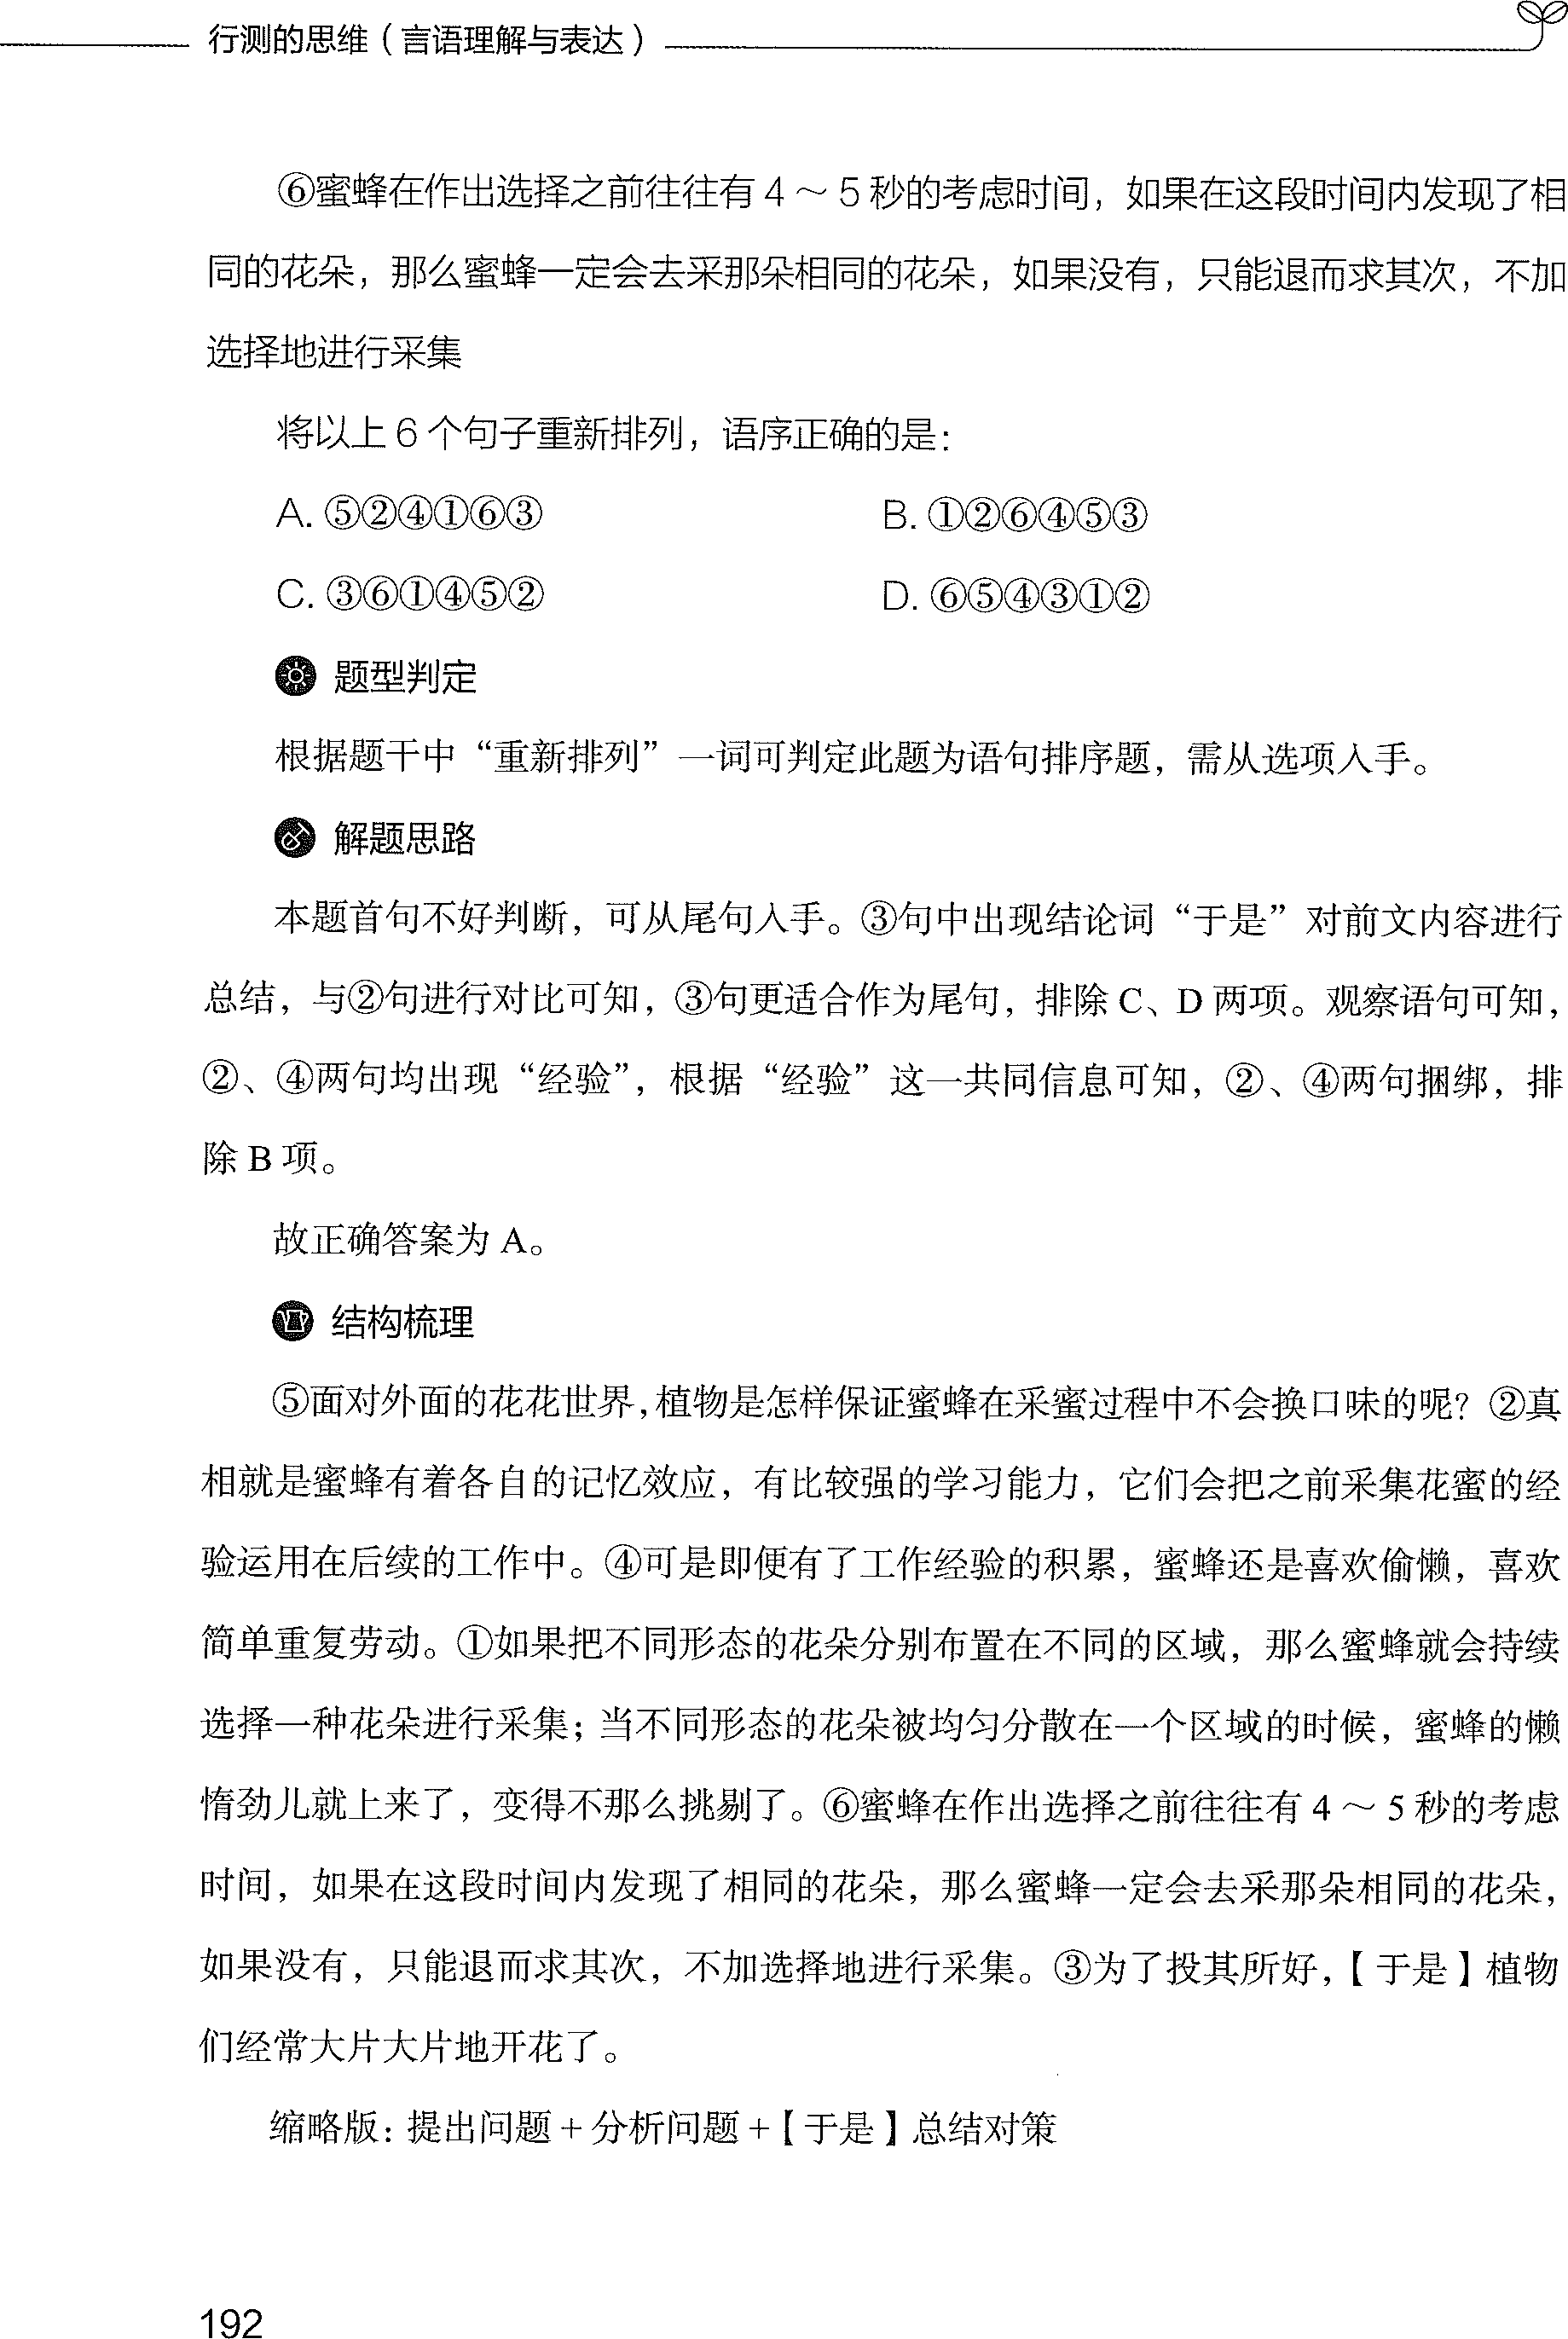 行测的思维（言语理解与表达）
⑥蜜蜂在作出选择之前往往有 4 ～ 5 秒的考虑时间，如果在这段时间内发现了相
同的花朵，那么蜜蜂一定会去采那朵相同的花朵，如果没有，只能退而求其次，不加
选择地进行采集
将以上 6 个句子重新排列，语序正确的是：
A. ⑤②④①⑥③ B. ①②⑥④⑤③
C. ③⑥①④⑤② D. ⑥⑤④③①②
题型判定
根据题干中“重新排列”一词可判定此题为语句排序题，需从选项入手。
解题思路
本题首句不好判断，可从尾句入手。③句中出现结论词“于是”对前文内容进行
总结，与②句进行对比可知，③句更适合作为尾句，排除 C、D 两项。观察语句可知，
②、④两句均出现“经验”，根据“经验”这一共同信息可知，②、④两句捆绑，排
除 B 项。
故正确答案为 A。
结构梳理
⑤面对外面的花花世界，植物是怎样保证蜜蜂在采蜜过程中不会换口味的呢？②真
相就是蜜蜂有着各自的记忆效应，有比较强的学习能力，它们会把之前采集花蜜的经
验运用在后续的工作中。④可是即便有了工作经验的积累，蜜蜂还是喜欢偷懒，喜欢
简单重复劳动。①如果把不同形态的花朵分别布置在不同的区域，那么蜜蜂就会持续
选择一种花朵进行采集；当不同形态的花朵被均匀分散在一个区域的时候，蜜蜂的懒
惰劲儿就上来了，变得不那么挑剔了。⑥蜜蜂在作出选择之前往往有 4 ～ 5 秒的考虑
时间，如果在这段时间内发现了相同的花朵，那么蜜蜂一定会去采那朵相同的花朵，
如果没有，只能退而求其次，不加选择地进行采集。③为了投其所好，【于是】植物
们经常大片大片地开花了。
缩略版：提出问题 + 分析问题 +【于是】总结对策
192